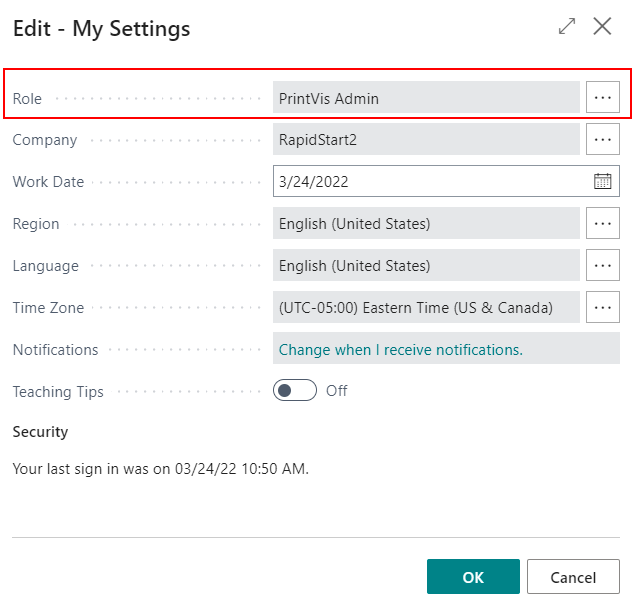 Edit - My Settings
Role PrintVis Admin ...
Company RapidStart2 ...
Work Date 3/24/2022
Region English (United States) ...
Language English (United States) ...
Time Zone (UTC-05:00) Eastern Time (US & Canada) ...
Notifications Change when I receive notifications.
Teaching Tips Off
Security
Your last sign in was on 03/24/22 10:50 AM.
OK Cancel